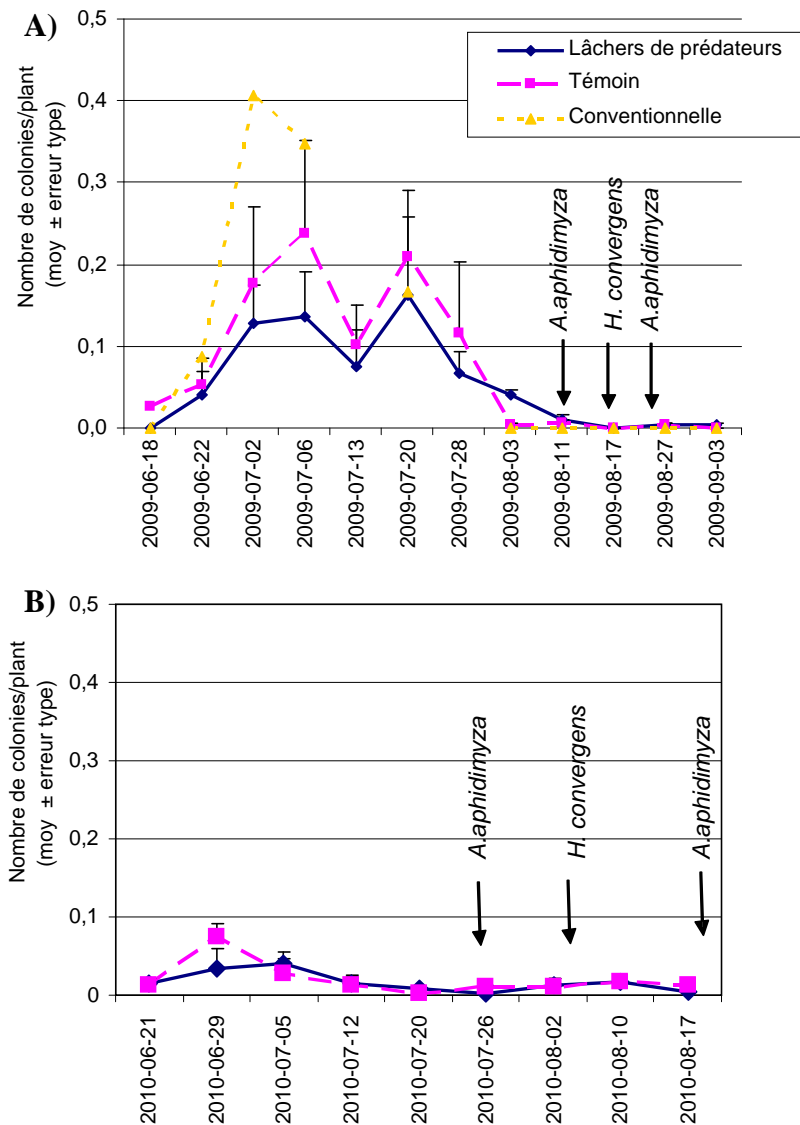 A)
Nombre de colonies/plant
(moy ± erreur type)
0,5
0,4
0,3
0,2
0,1
0,0
Lâchers de prédateurs
Témoin
Conventionnelle
A.aphidimyza
H. convergens
A.aphidimyza
2009-06-18
2009-06-22
2009-07-02
2009-07-06
2009-07-13
2009-07-20
2009-07-28
2009-08-03
2009-08-11
2009-08-17
2009-08-27
2009-09-03
B)
Nombre de colonies/plant
(moy ± erreur type)
0,5
0,4
0,3
0,2
0,1
0
A.aphidimyza
H. convergens
A.aphidimyza
2010-06-21
2010-06-29
2010-07-05
2010-07-12
2010-07-20
2010-07-26
2010-08-02
2010-08-10
2010-08-17